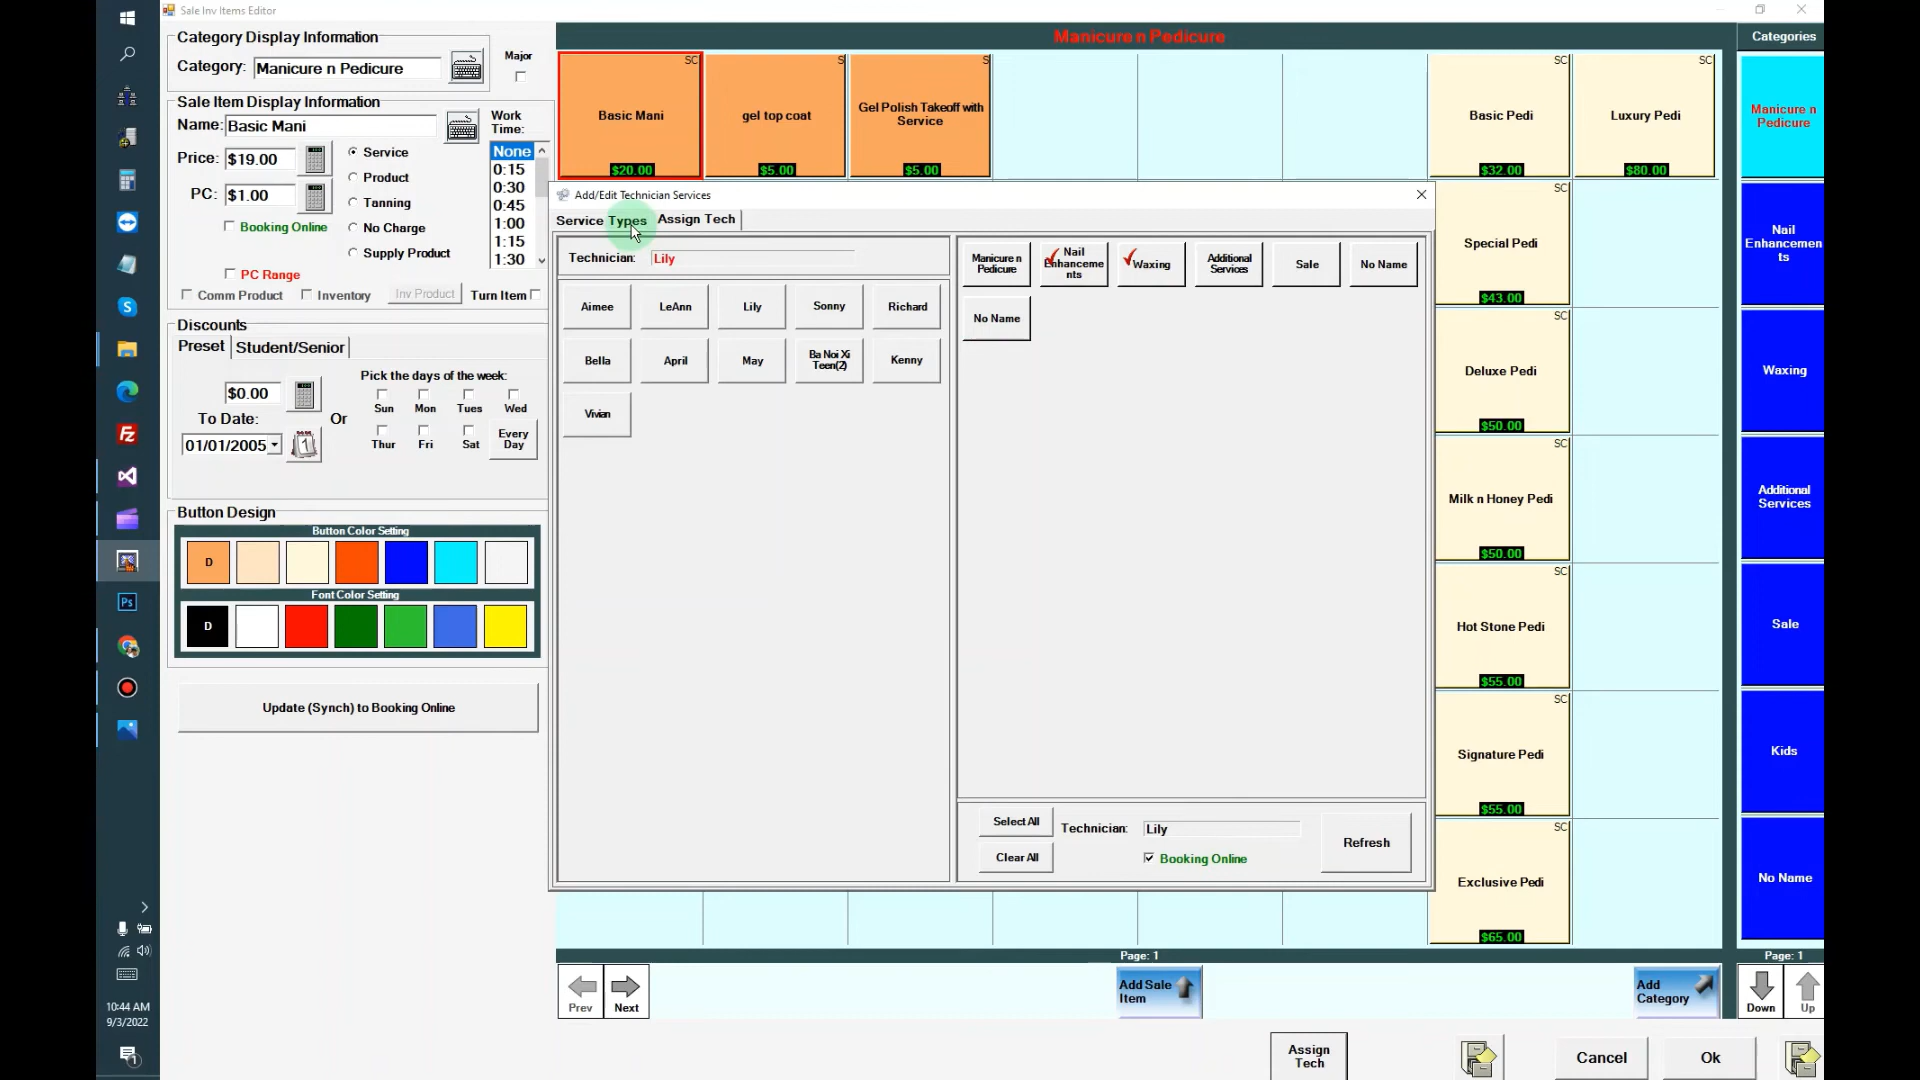 Sale Inv Items Editor
Category Display Information
Category: Manicure n Pedicure
Major
Sale Item Display Information
Name: Basic Mani
Work
Time:
Price: $19.00
PC: $1.00
Service
Product
Tanning
No Charge
Supply Product
None
0:15
0:30
0:45
1:00
1:15
1:30
Booking Online
PC Range
Comm Product
Inventory
Inv Product
Turn Item
Discounts
Preset
Student/Senior
$0.00
To Date:
01/01/2005
Or
1
Pick the days of the week:
Sun Mon Tues Wed
Thur Fri Sat
Every
Day
Button Design
Button Color Setting
D
Font Color Setting
D
Update (Synch) to Booking Online
Manicure n Pedicure
SC
Basic Mani
$20.00
S
gel top coat
$5.00
S
Gel Polish Takeoff with
Service
$5.00
SC
Basic Pedi
$32.00
SC
Luxury Pedi
$80.00
SC
Special Pedi
$43.00
SC
Deluxe Pedi
$50.00
SC
Milk n Honey Pedi
$50.00
SC
Hot Stone Pedi
$55.00
SC
Signature Pedi
$55.00
SC
Exclusive Pedi
$65.00
Add/Edit Technician Services
Service Types
Assign Tech
Technician: Lily
Aimee
LeAnn
Lily
Sonny
Richard
Bella
April
May
Ba Noi Xi
Teen(2)
Kenny
Vivian
Manicure n
Pedicure
Nail
Enhanceme
nts
Waxing
Additional
Services
Sale
No Name
No Name
Select All
Clear All
Technician: Lily
Booking Online
Refresh
Categories
Manicure n
Pedicure
Nail
Enhancemen
ts
Waxing
Additional
Services
Sale
Kids
No Name
Page: 1
Page: 1
Prev
Next
Add Sale
Item
Add
Category
Down
Up
Assign
Tech
Cancel
Ok
S
Fz
Ps
10:44 AM
9/3/2022
1